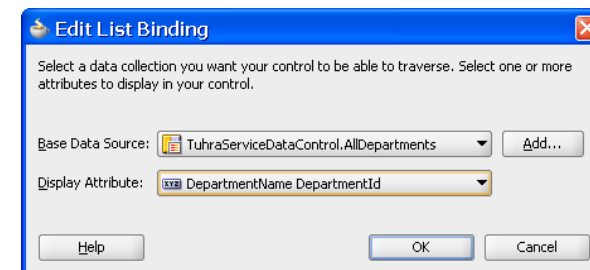 Edit List Binding
Select a data collection you want your control to be able to traverse. Select one or more
attributes to display in your control.
Base Data Source: TuhraServiceDataControl.AllDepartments Add...
Display Attribute: xyz DepartmentName DepartmentId
Help OK Cancel